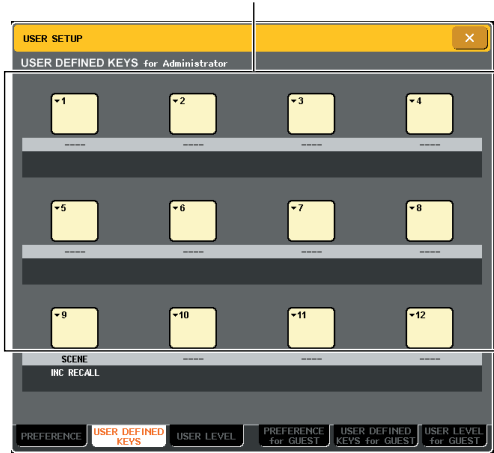 USER SETUP
×
USER DEFINED KEYS for Administrator
1 2 3 4
---- ---- ---- ----
5 6 7 8
---- ---- ---- ----
9 10 11 12
SCENE ---- ---- ----
INC RECALL
PREFERENCE USER DEFINED KEYS USER LEVEL PREFERENCE for GUEST USER DEFINED KEYS for GUEST USER LEVEL for GUEST